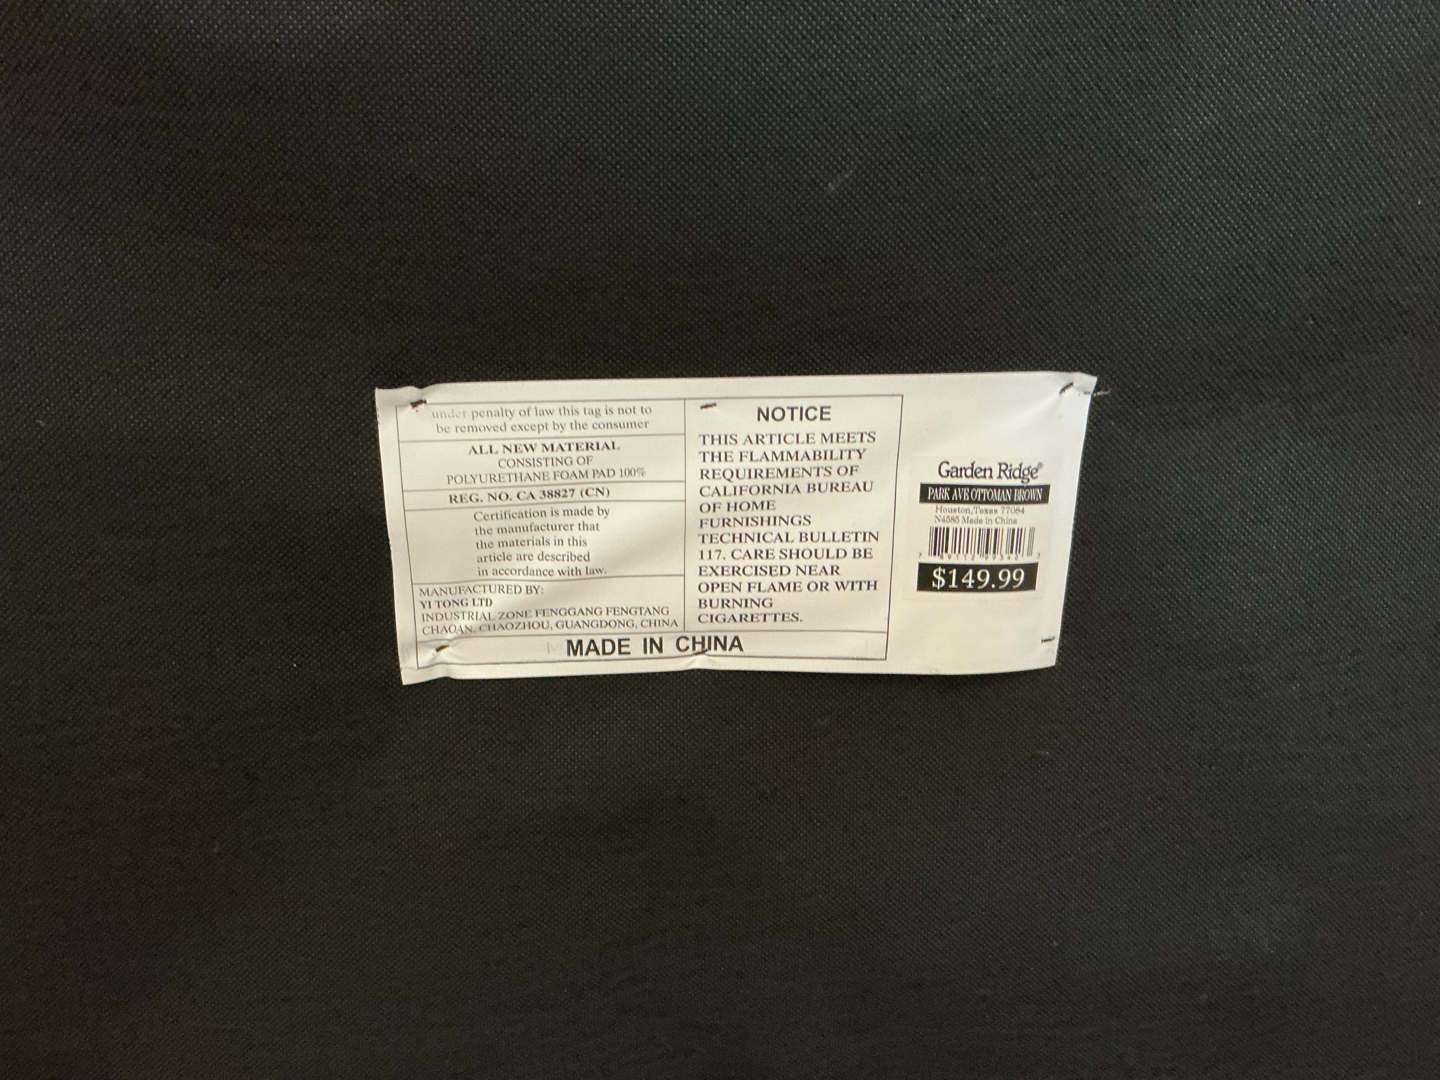 under penalty of law this tag is not to
be removed except by the consumer
ALL NEW MATERIAL
CONSISTING OF
POLYURETHANE FOAM PAD 100%
REG. NO. CA 38827 (CN)
Certification is made by
the manufacturer that
the materials in this
article are described
in accordance with law.
MANUFACTURED BY:
YI TONG LTD
INDUSTRIAL ZONE FENGGANG FENGTANG
CHAOAN, CHAOZHOU, GUANGDONG, CHINA
NOTICE
THIS ARTICLE MEETS
THE FLAMMABILITY
REQUIREMENTS OF
CALIFORNIA BUREAU
OF HOME
FURNISHINGS
TECHNICAL BULLETIN
117. CARE SHOULD BE
EXERCISED NEAR
OPEN FLAME OR WITH
BURNING
CIGARETTES.
MADE IN CHINA
Garden Ridge®
PARK AVE OTTOMAN BROWN
Houston, Texas 77084
N4585 Made in China
$149.99